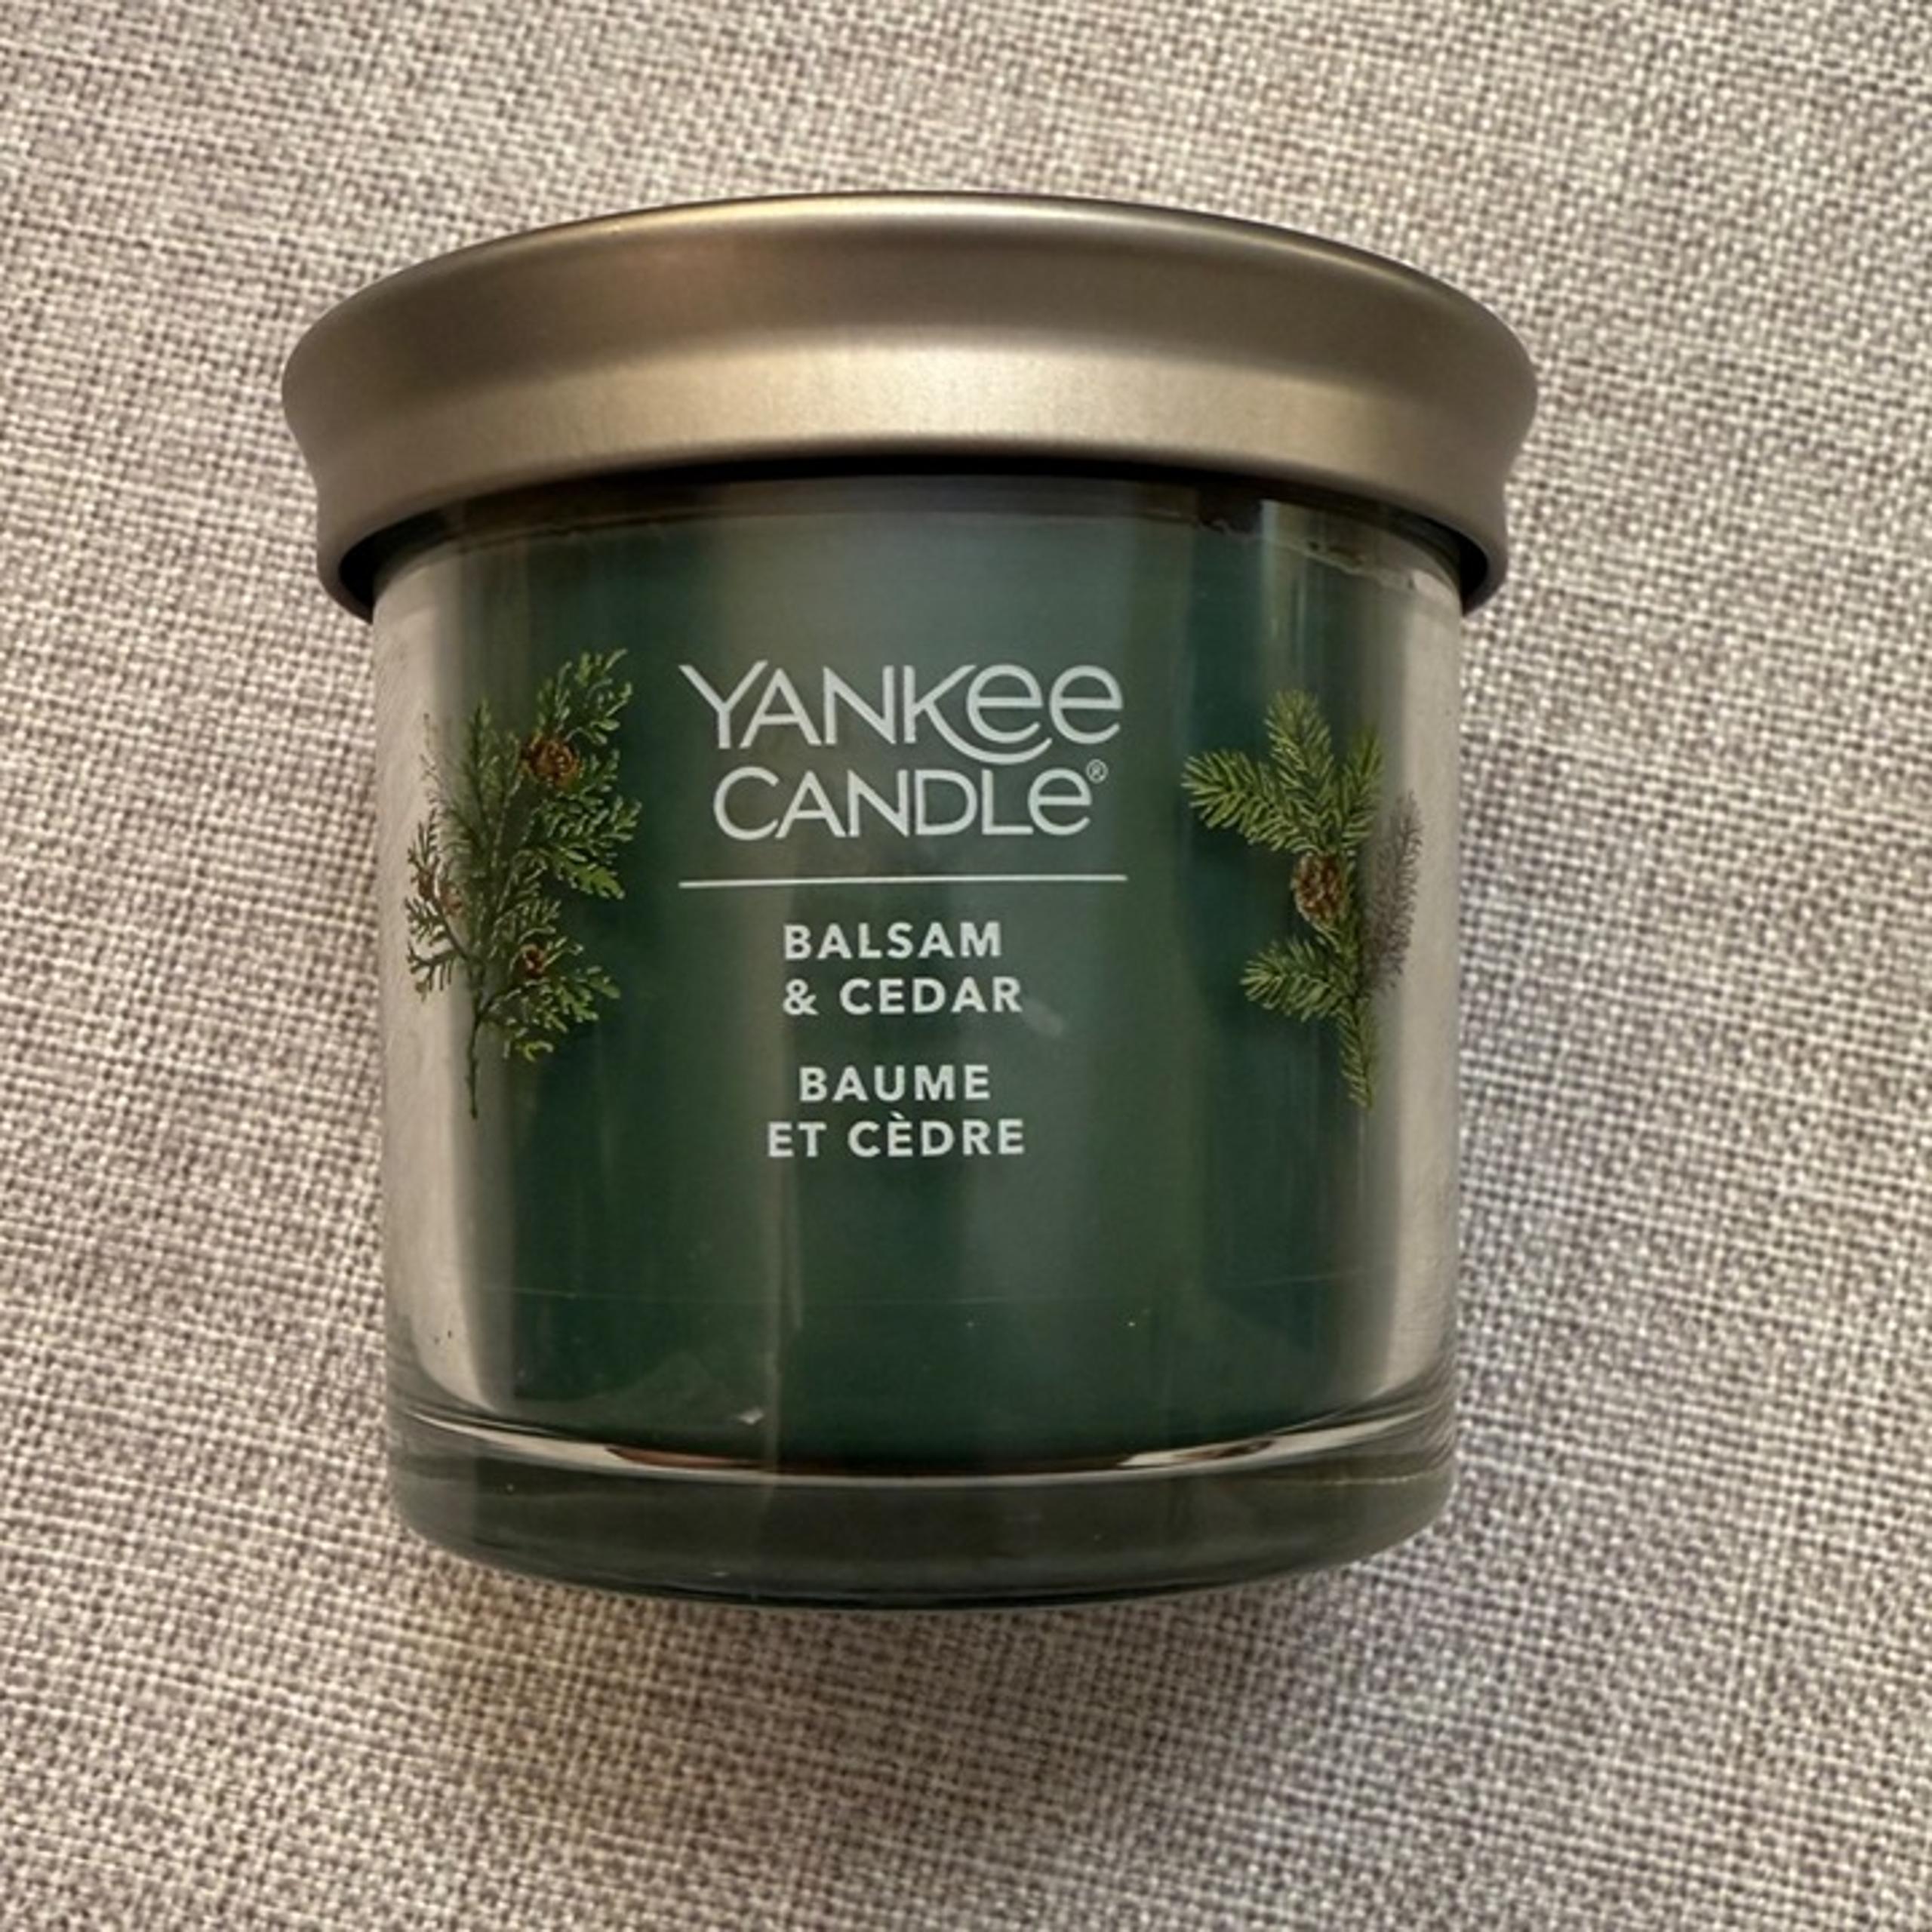 YANKee
CANDLe®
BALSAM
& CEDAR
BAUME
ET CÈDRE